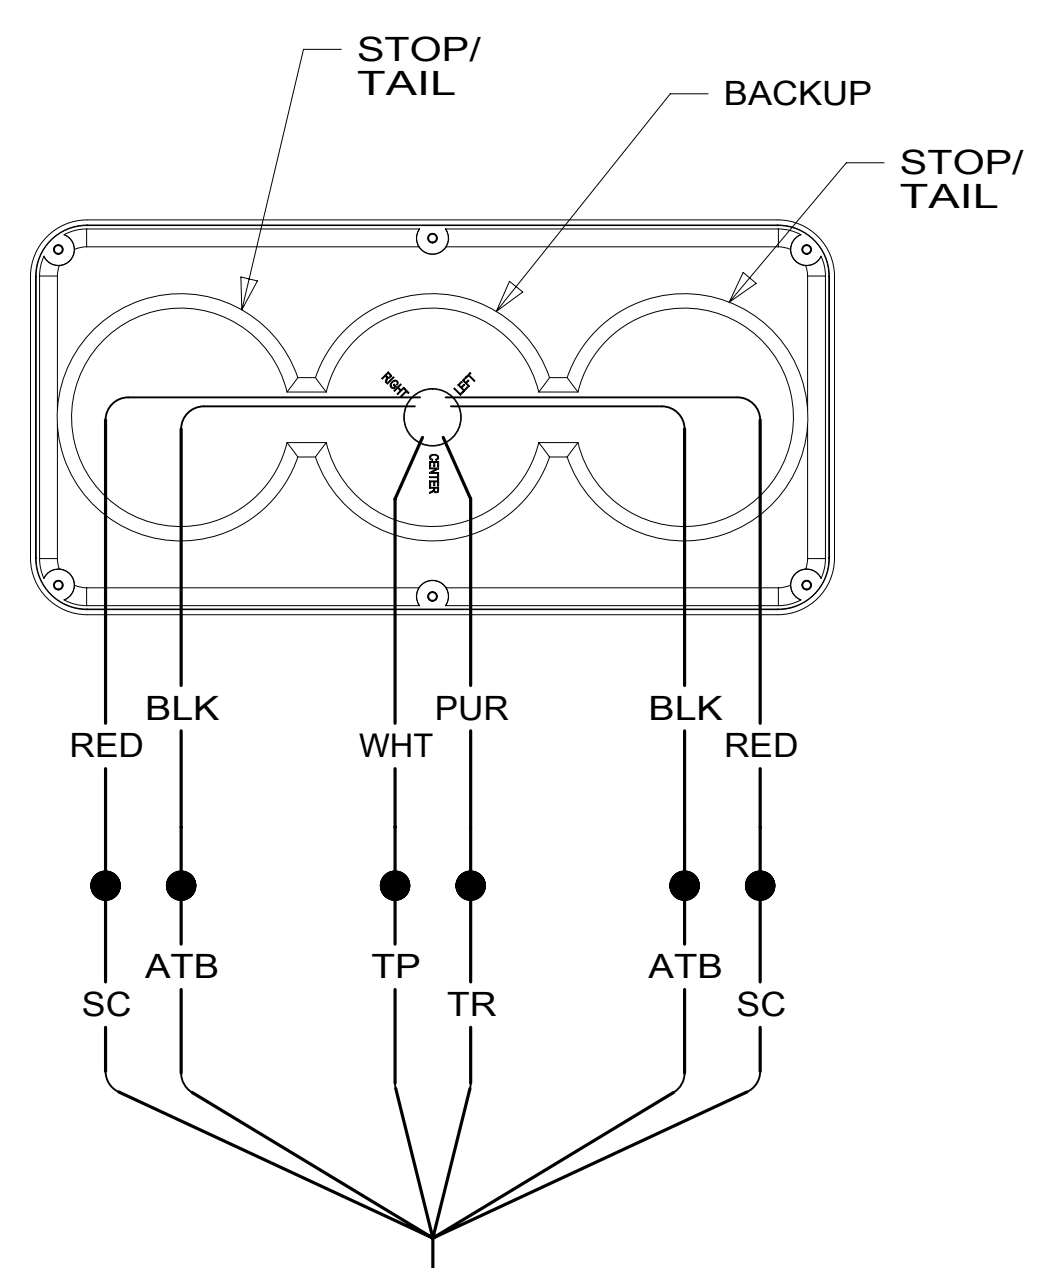 STOP/
TAIL
BACKUP
STOP/
TAIL
RIGHT
LEFT
CENTER
BLK
PUR
BLK
RED
WHT
RED
ATB
TP
ATB
SC
TR
SC